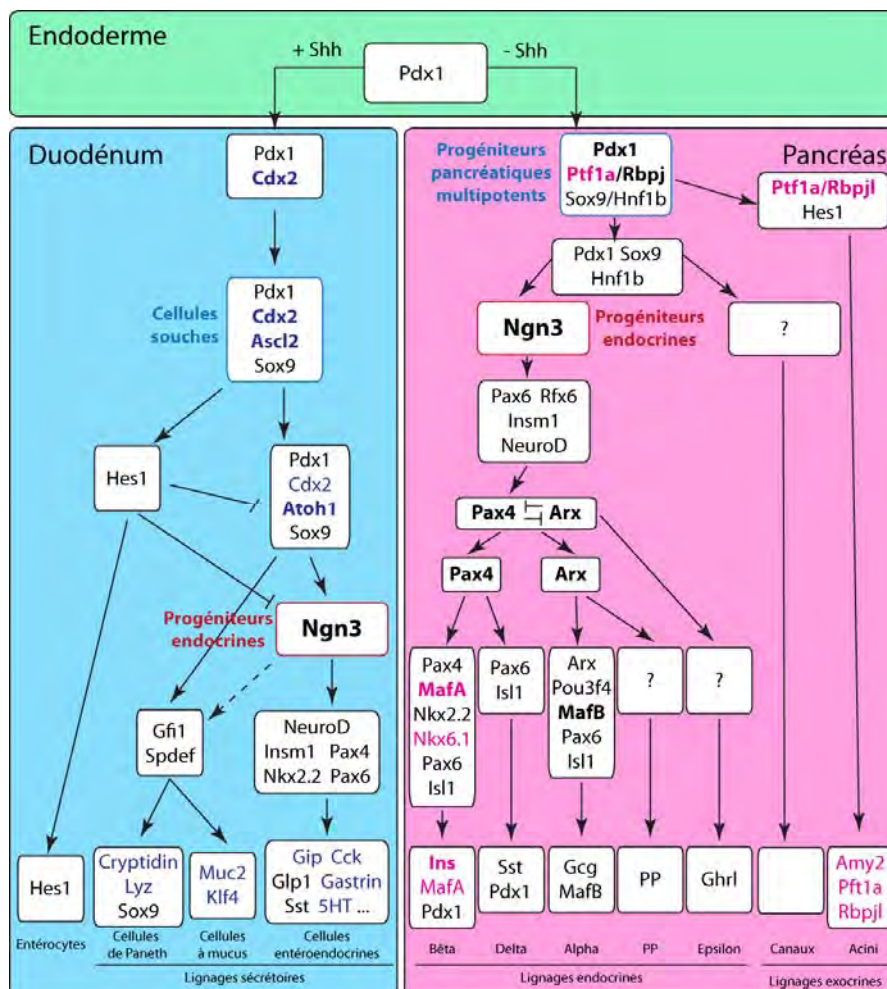 Endoderme
+ Shh
- Shh
Pdx1
Duodénum
Pdx1
Cdx2
Cellules
souches
Pdx1
Cdx2
Ascl2
Sox9
Hes1
Pdx1
Cdx2
Atoh1
Sox9
Progéniteurs
endocrines
Ngn3
Gfi1
Spdef
NeuroD
Insm1 Pax4
Nkx2.2 Pax6
Hes1
Cryptidin
Lyz
Sox9
Muc2
Klf4
Gip Cck
Glp1 Gastrin
Sst 5HT ...
Entérocytes
Cellules
de Paneth
Cellules
à mucus
Cellules
entéroendocrines
Lignages sécrétoires
Pancréas
Progéniteurs
pancréatiques
multipotents
Pdx1
Ptf1a/Rbpj
Sox9/Hnf1b
Ptf1a/Rbpjl
Hes1
Pdx1 Sox9
Hnf1b
Ngn3
Progéniteurs
endocrines
?
Pax6 Rfx6
Insm1
NeuroD
Pax4
Arx
Pax4
Arx
Pax4
MafA
Nkx2.2
Nkx6.1
Pax6
Isl1
Pax6
Isl1
Arx
Pou3f4
MafB
Pax6
Isl1
?
?
Ins
MafA
Pdx1
Sst
Pdx1
Gcg
MafB
PP
Ghrl
Amy2
Pft1a
Rbpjl
Bêta
Delta
Alpha
PP
Epsilon
Canaux
Acini
Lignages endocrines
Lignages exocrines